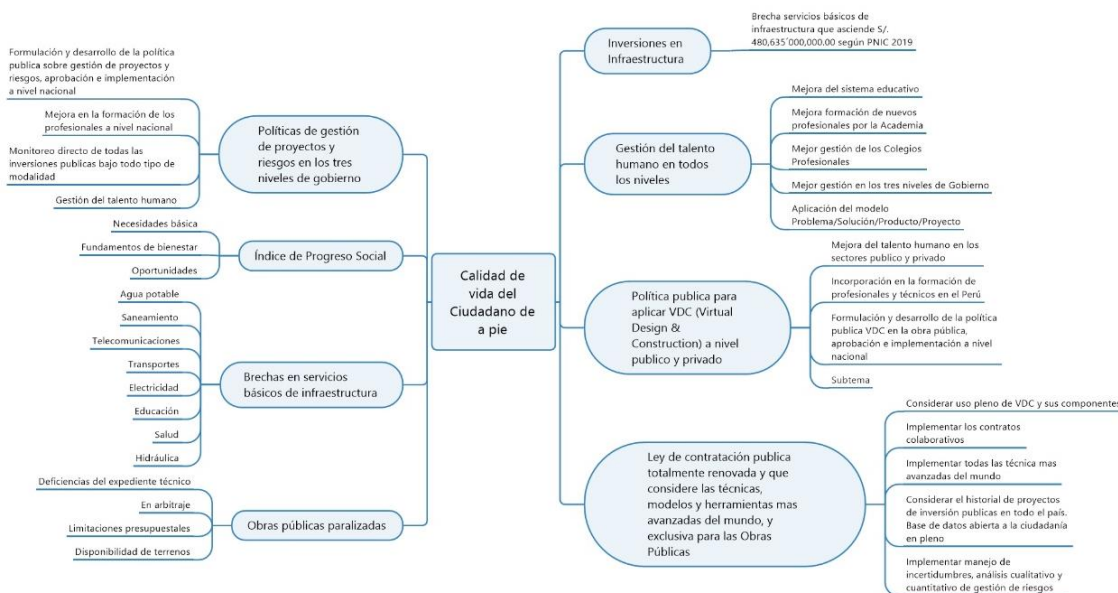 Calidad de
vida del
Ciudadano de
a pie
Políticas de gestión
de proyectos y
riesgos en los tres
niveles de gobierno
Formulación y desarrollo de la política
publica sobre gestión de proyectos y
riesgos, aprobación e implementación
a nivel nacional
Mejora en la formación de los
profesionales a nivel nacional
Monitoreo directo de todas las
inversiones publicas bajo todo tipo de
modalidad
Gestión del talento humano
Índice de Progreso Social
Necesidades básica
Fundamentos de bienestar
Oportunidades
Brechas en servicios
básicos de infraestructura
Agua potable
Saneamiento
Telecomunicaciones
Transportes
Electricidad
Educación
Salud
Hidráulica
Obras públicas paralizadas
Deficiencias del expediente técnico
En arbitraje
Limitaciones presupuestales
Disponibilidad de terrenos
Inversiones en
Infraestructura
Brecha servicios básicos de
infraestructura que asciende S/.
480,635´000,000.00 según PNIC 2019
Gestión del talento
humano en todos
los niveles
Mejora del sistema educativo
Mejora formación de nuevos
profesionales por la Academia
Mejor gestión de los Colegios
Profesionales
Mejor gestión en los tres niveles de Gobierno
Aplicación del modelo
Problema/Solución/Producto/Proyecto
Política publica para
aplicar VDC (Virtual
Design &
Construction) a nivel
publico y privado
Mejora del talento humano en los
sectores publico y privado
Incorporación en la formación de
profesionales y técnicos en el Perú
Formulación y desarrollo de la política
publica VDC en la obra pública,
aprobación e implementación a nivel
nacional
Subtema
Ley de contratación publica
totalmente renovada y que
considere las técnicas,
modelos y herramientas mas
avanzadas del mundo, y
exclusiva para las Obras
Públicas
Considerar uso pleno de VDC y sus componentes
Implementar los contratos
colaborativos
Implementar todas las técnica mas
avanzadas del mundo
Considerar el historial de proyectos
de inversión publicas en todo el país.
Base de datos abierta a la ciudadanía
en pleno
Implementar manejo de
incertidumbres, análisis cualitativo y
cuantitativo de gestión de riesgos